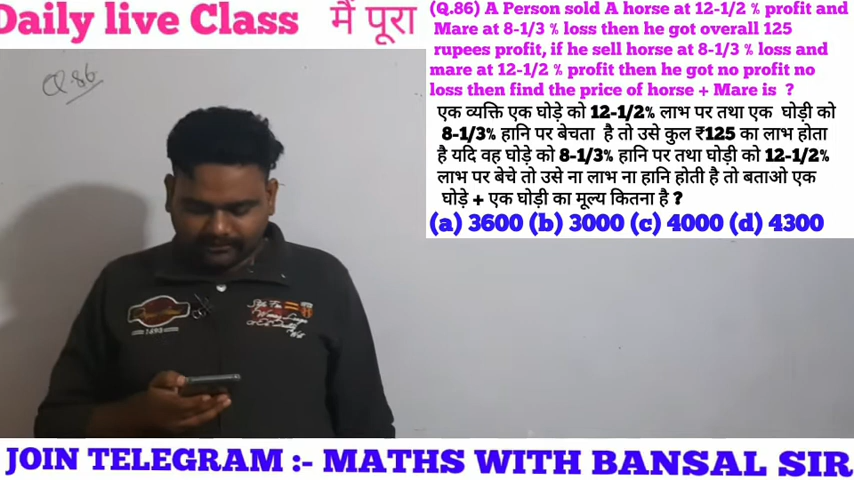 Daily live Class में पूरा
Q.86
(Q.86) A Person sold A horse at 12-1/2 % profit and
Mare at 8-1/3 % loss then he got overall 125
rupees profit, if he sell horse at 8-1/3 % loss and
mare at 12-1/2 % profit then he got no profit no
loss then find the price of horse + Mare is ?
एक व्यक्ति एक घोड़े को 12-1/2% लाभ पर तथा एक घोड़ी को
8-1/3% हानि पर बेचता है तो उसे कुल ₹125 का लाभ होता
है यदि वह घोड़े को 8-1/3% हानि पर तथा घोड़ी को 12-1/2%
लाभ पर बेचे तो उसे ना लाभ ना हानि होती है तो बताओ एक
घोड़े + एक घोड़ी का मूल्य कितना है ?
(a) 3600 (b) 3000 (c) 4000 (d) 4300
1893
JOIN TELEGRAM :- MATHS WITH BANSAL SIR